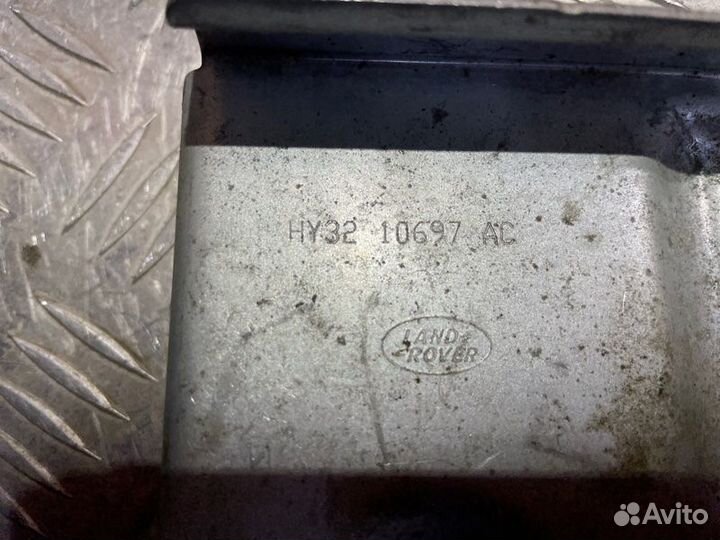 HY32 10697 AC
LAND-
ROVER
Avito